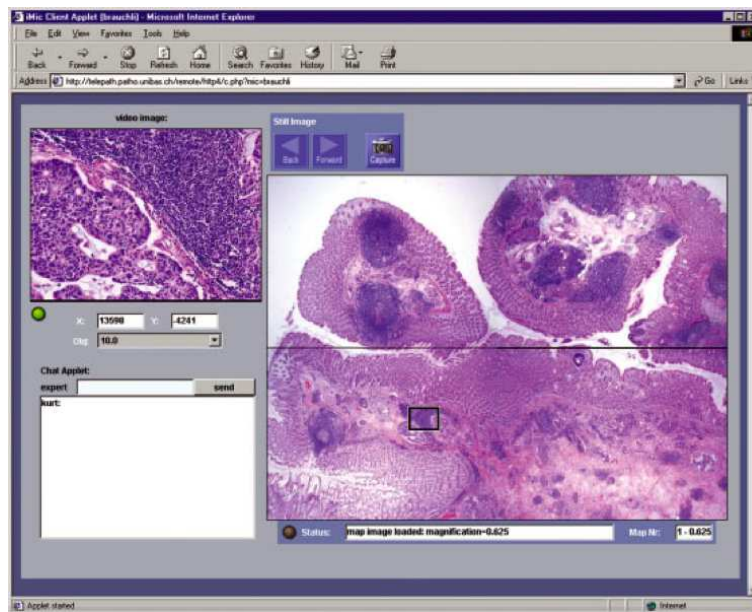 iMic Client Applet (brauchli) - Microsoft Internet Explorer
File Edit View Favorites Tools Help
Back Forward Stop Refresh Home Search Favorites History Mail Print
Address http://telepath.patho.unibas.ch/remote/http4/c.php?mic=brauchli Go Links
video image:
Still Image
Back Forward Capture
X: 13598 Y: -4241
Obj: 10.0
Chat Applet:
expert send
kurt:
Status: map image loaded: magnification=0.625 Map Nr: 1 - 0.625
Applet started Internet